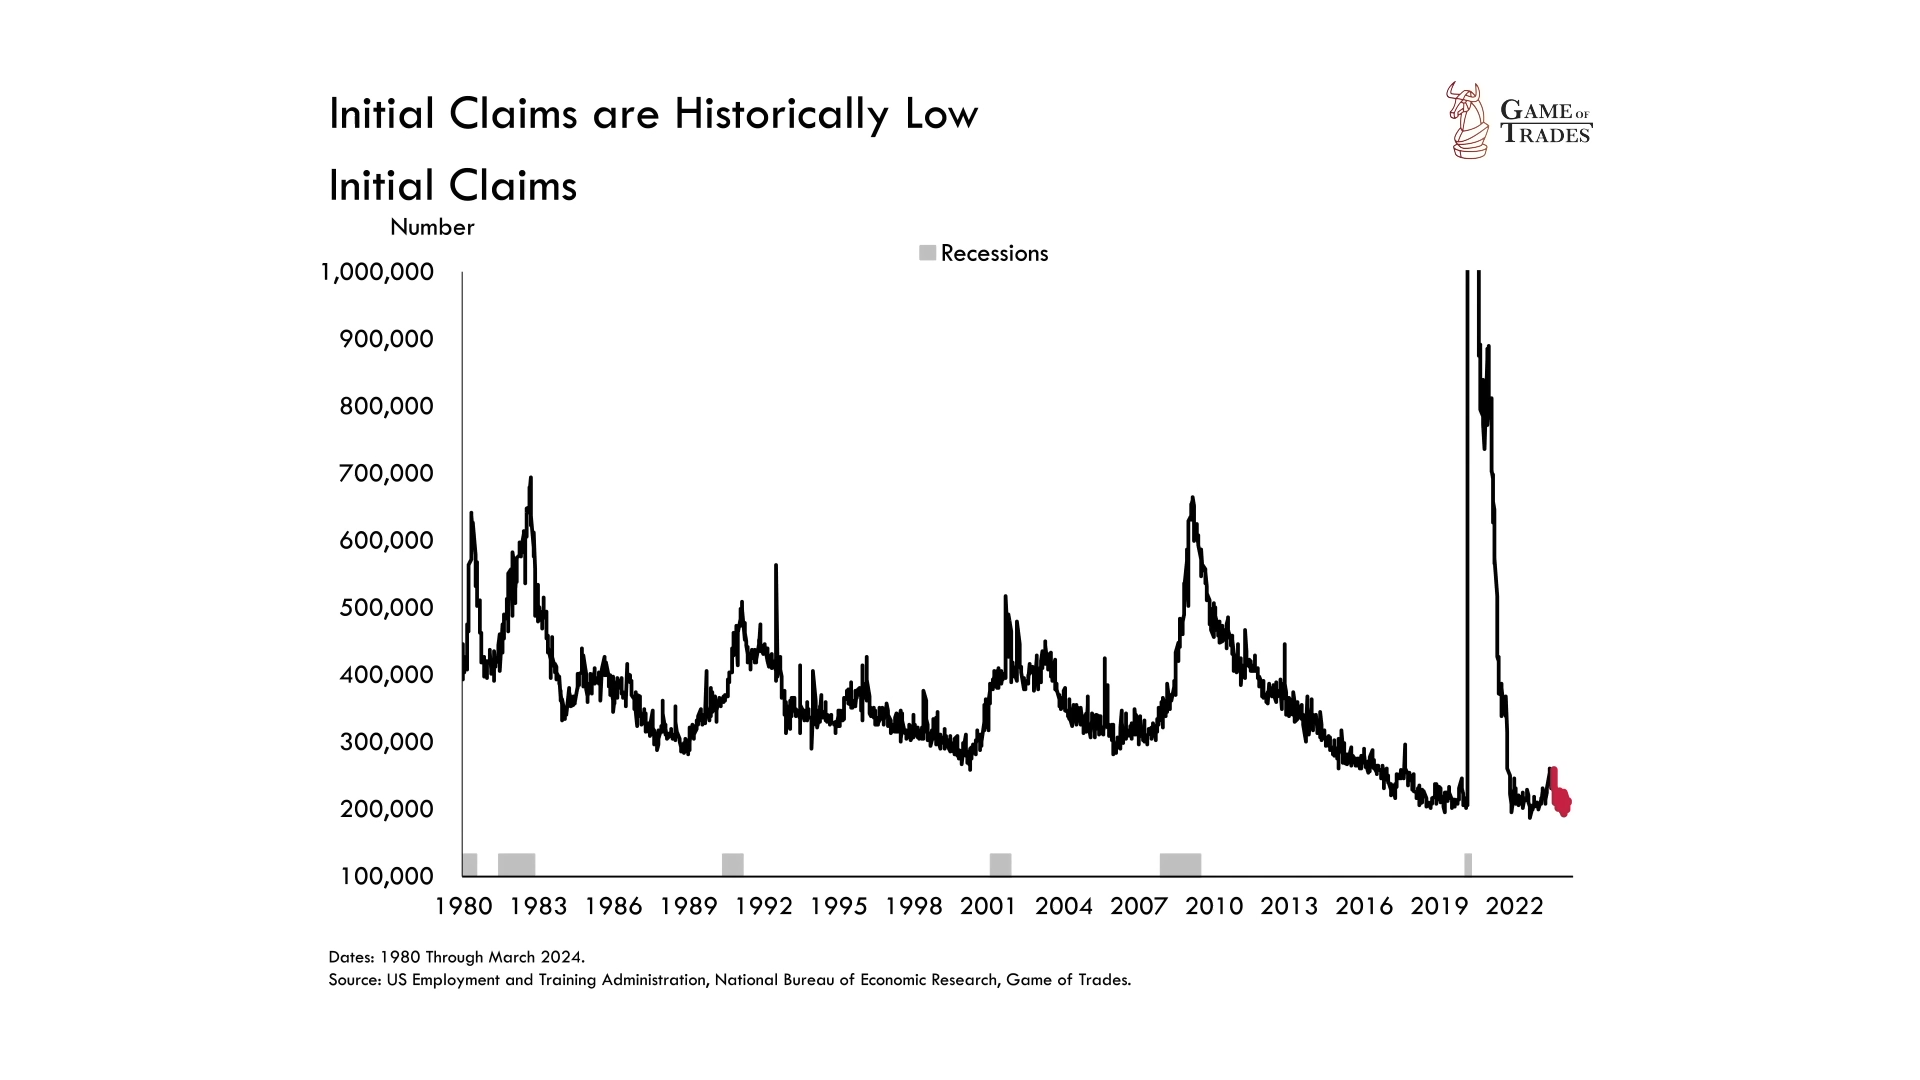 Initial Claims are Historically Low
GAME OF
TRADES
Initial Claims
Number
Recessions
1,000,000
900,000
800,000
700,000
600,000
500,000
400,000
300,000
200,000
100,000
1980 1983 1986 1989 1992 1995 1998 2001 2004 2007 2010 2013 2016 2019 2022
Dates: 1980 Through March 2024.
Source: US Employment and Training Administration, National Bureau of Economic Research, Game of Trades.